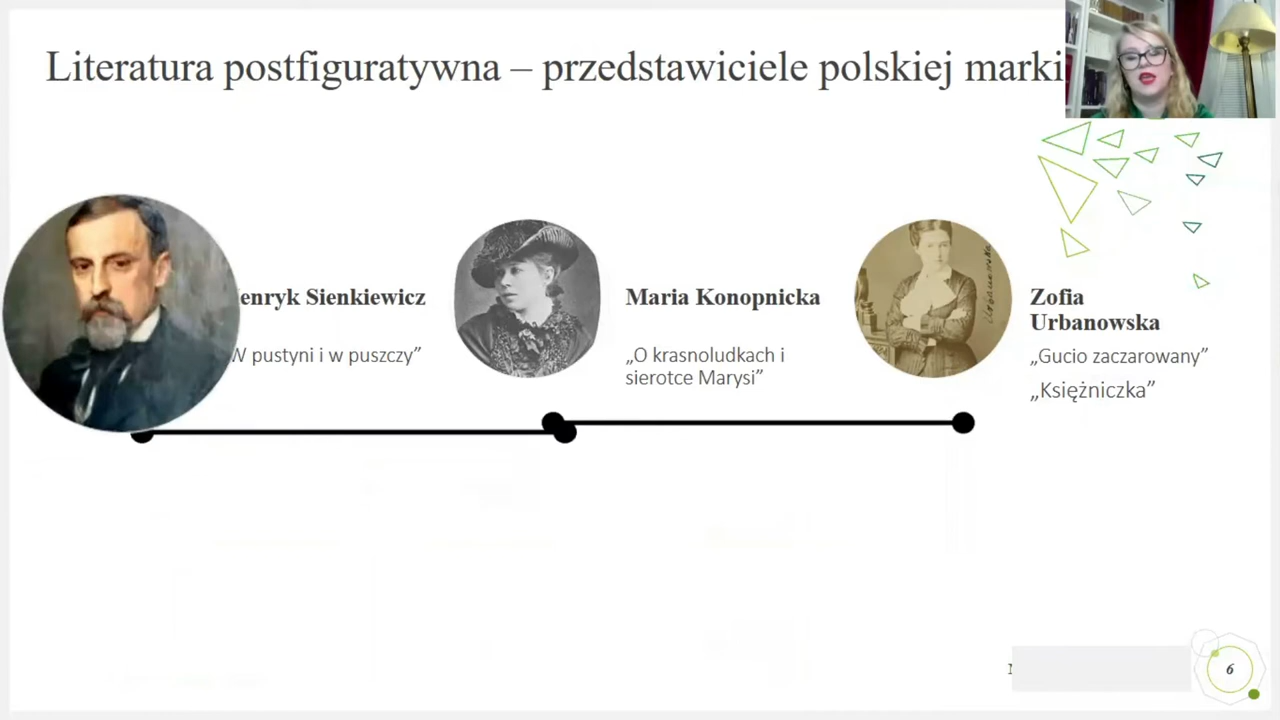 Literatura postfiguratywna – przedstawiciele polskiej marki
enryk Sienkiewicz
W pustyni i w puszczy”
Maria Konopnicka
„O krasnoludkach i
sierotce Marysi”
Zofia
Urbanowska
„Gucio zaczarowany”
„Księżniczka”
6